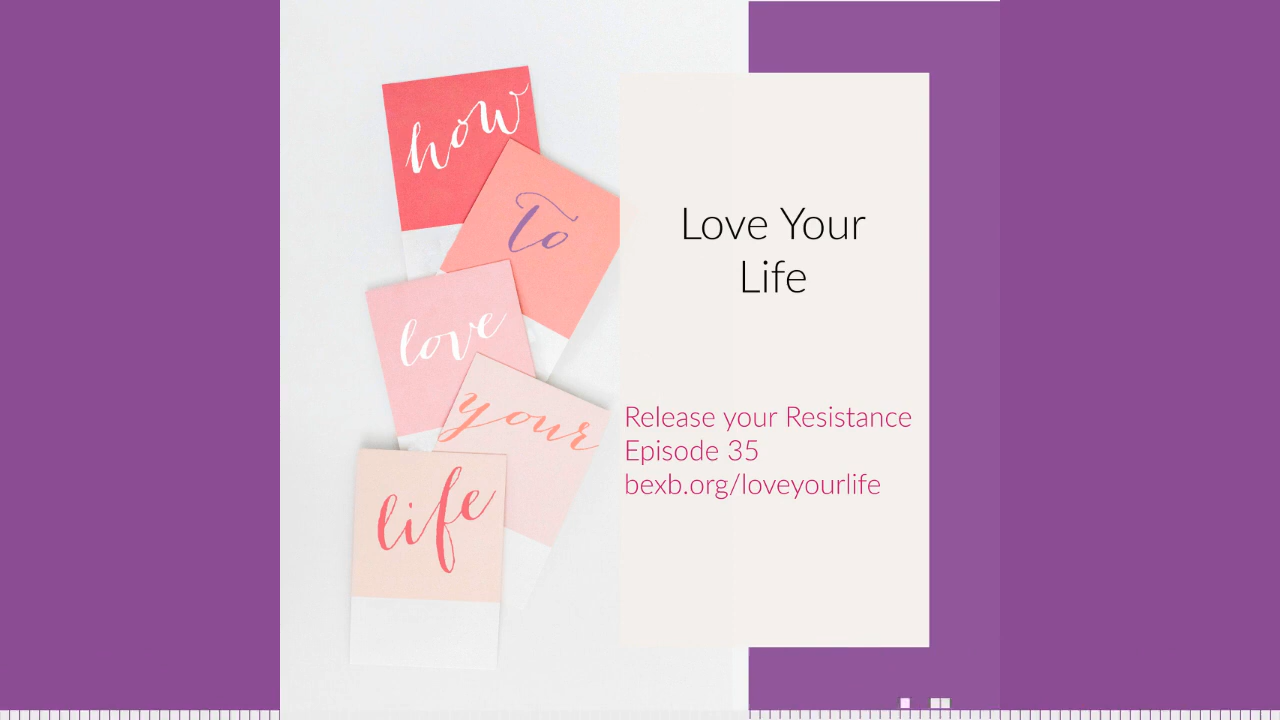 how
to
love
your
life
Love Your
Life
Release your Resistance
Episode 35
bexb.org/loveyourlife